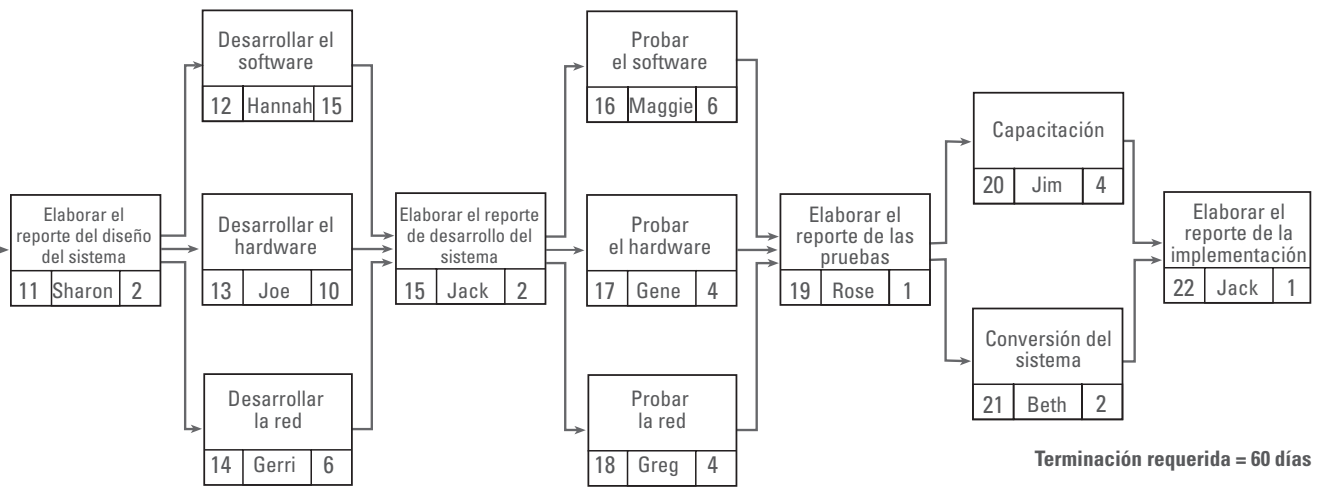 Elaborar el
reporte del diseño
del sistema
11 Sharon 2
Desarrollar el
software
12 Hannah 15
Desarrollar el
hardware
13 Joe 10
Desarrollar
la red
14 Gerri 6
Elaborar el reporte
de desarrollo del
sistema
15 Jack 2
Probar
el software
16 Maggie 6
Probar
el hardware
17 Gene 4
Probar
la red
18 Greg 4
Elaborar el
reporte de las
pruebas
19 Rose 1
Capacitación
20 Jim 4
Conversión del
sistema
21 Beth 2
Elaborar el
reporte de la
implementación
22 Jack 1
Terminación requerida = 60 días